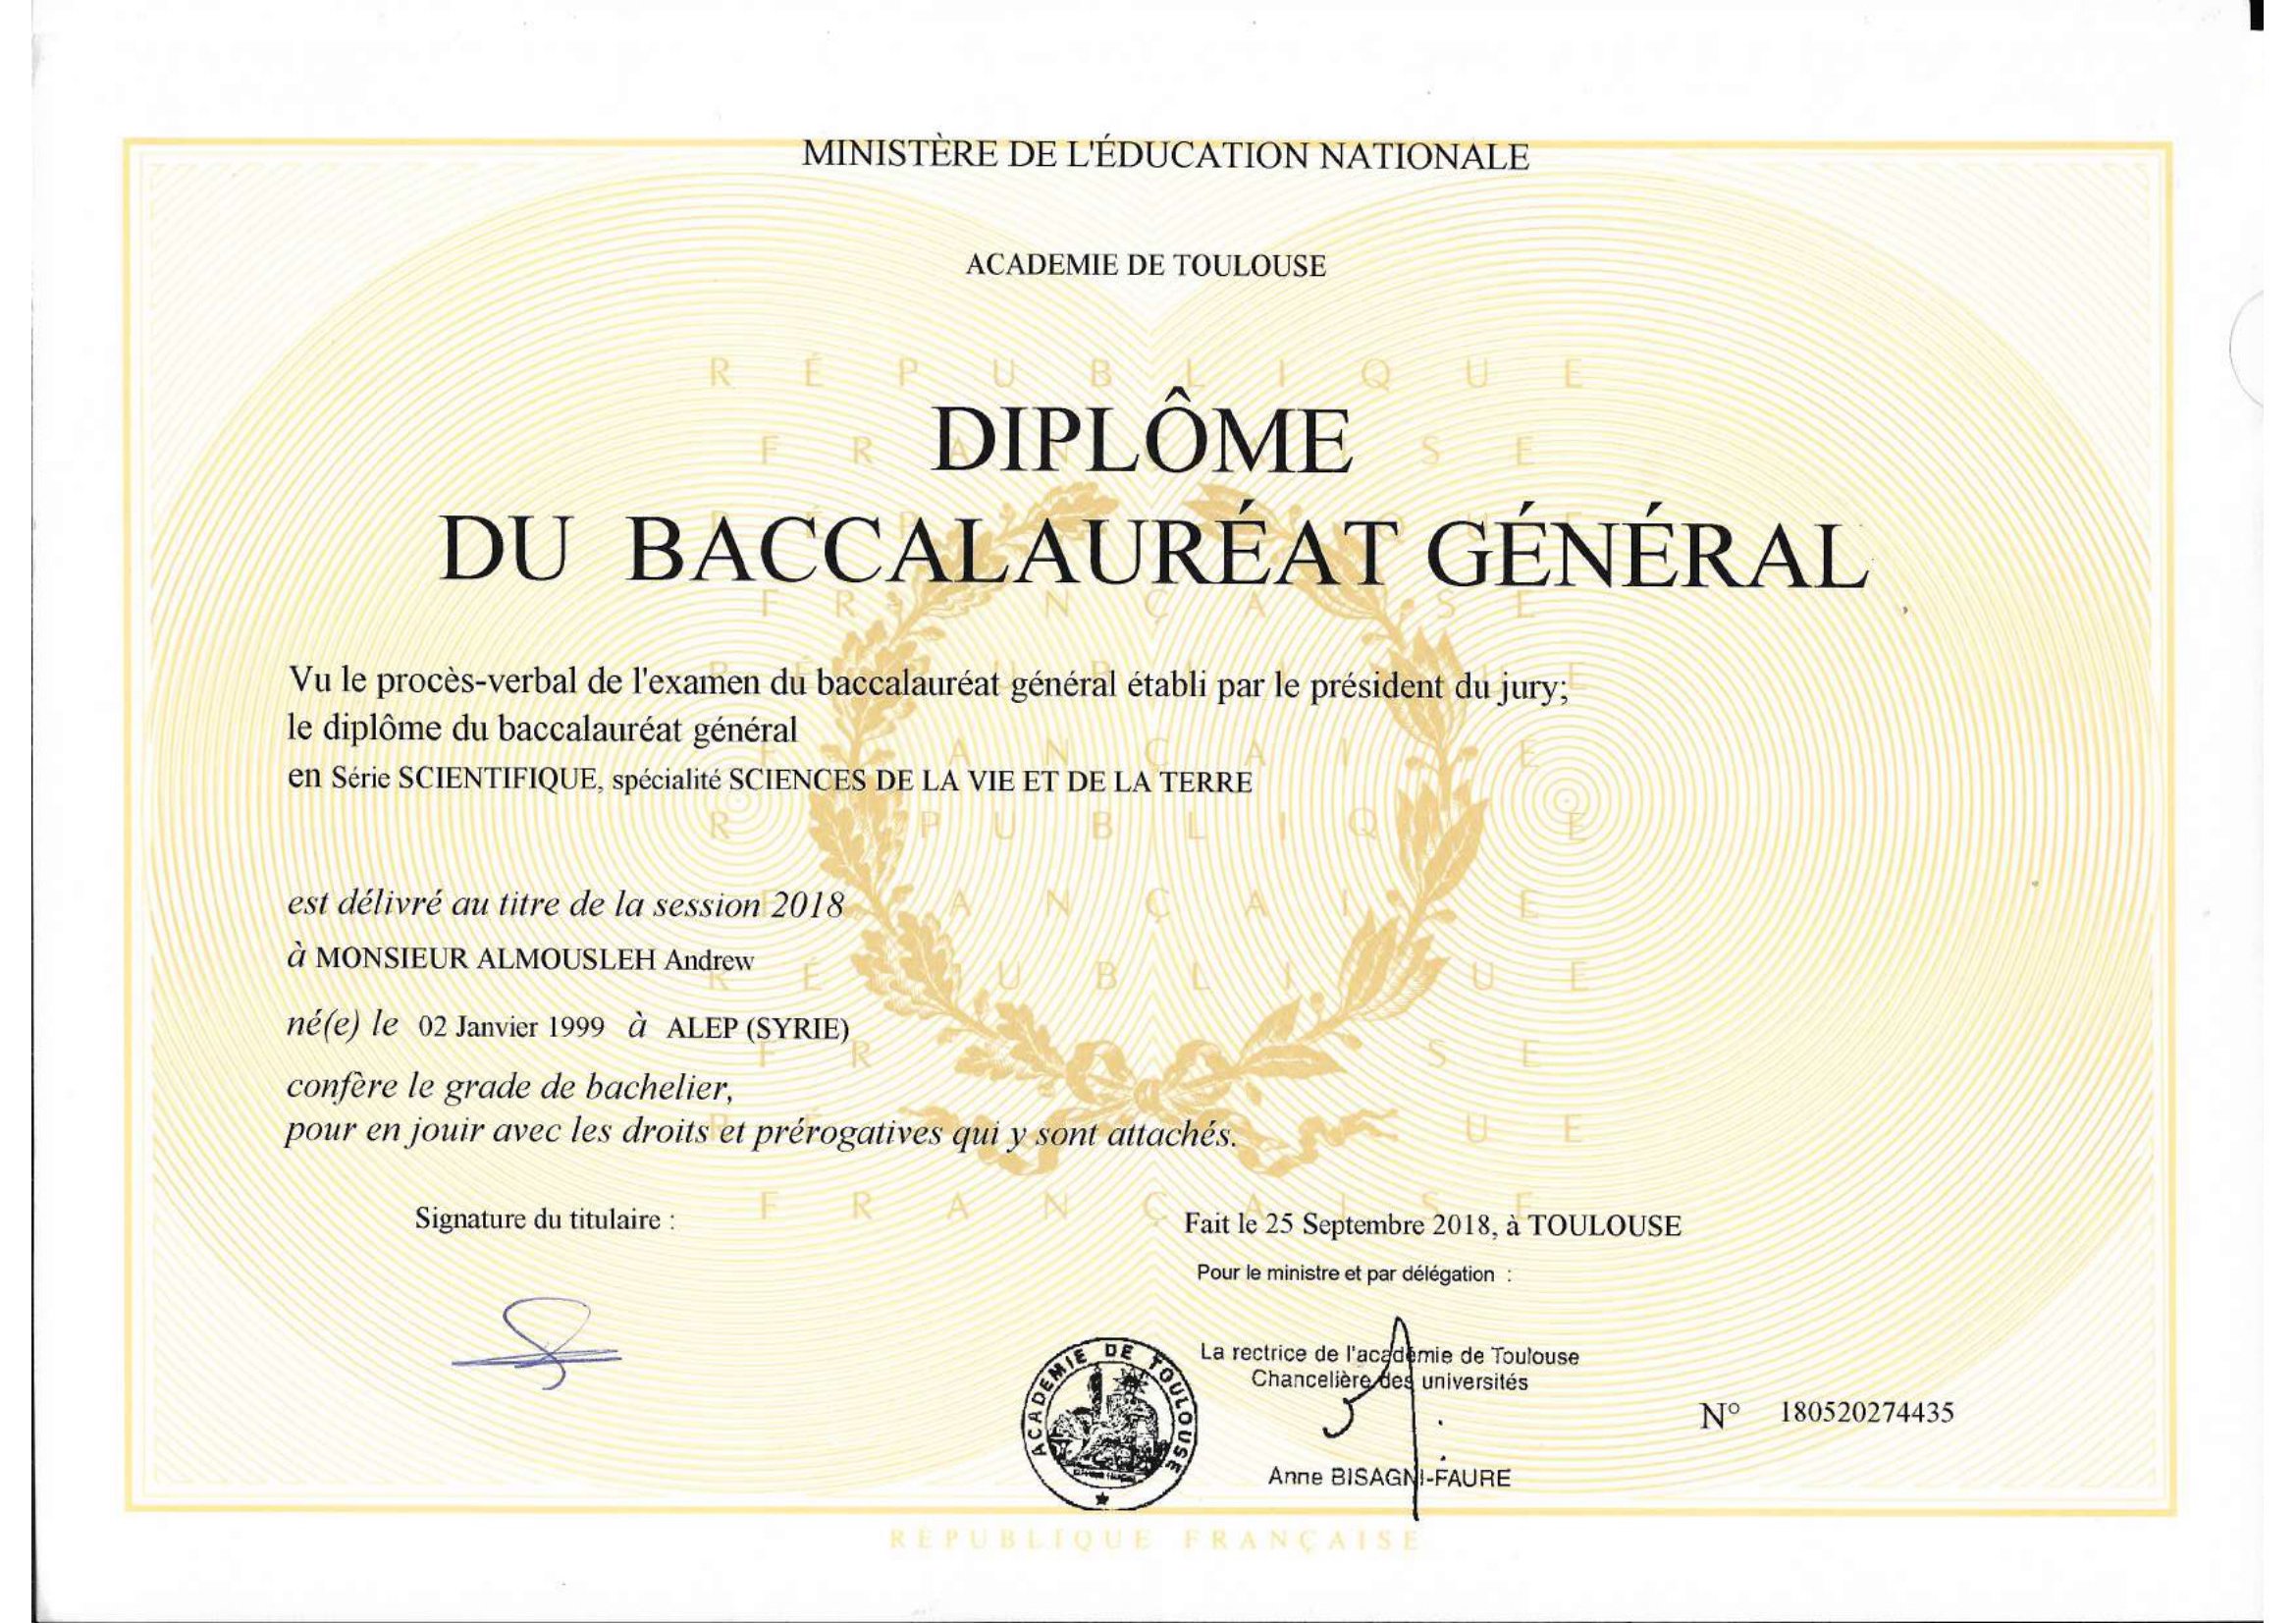 MINISTÈRE DE L'ÉDUCATION NATIONALE
ACADEMIE DE TOULOUSE
RÉPUBLIQUE
DIPLÔME
DU BACCALAURÉAT GÉNÉRAL
FRANÇAISE
Vu le procès-verbal de l'examen du baccalauréat général établi par le président du jury;
le diplôme du baccalauréat général
en Série SCIENTIFIQUE, spécialité SCIENCES DE LA VIE ET DE LA TERRE
est délivré au titre de la session 2018
à MONSIEUR ALMOUSLEH Andrew
né(e) le 02 Janvier 1999 à ALEP (SYRIE)
confère le grade de bachelier,
pour en jouir avec les droits et prérogatives qui y sont attachés.
FRANÇAISE
Signature du titulaire :
Fait le 25 Septembre 2018, à TOULOUSE
Pour le ministre et par délégation :
La rectrice de l'académie de Toulouse
Chancelière des universités
ACADEMIE DE TOULOUSE
N° 180520274435
Anne BISAGNI-FAURE
RÉPUBLIQUE FRANÇAISE